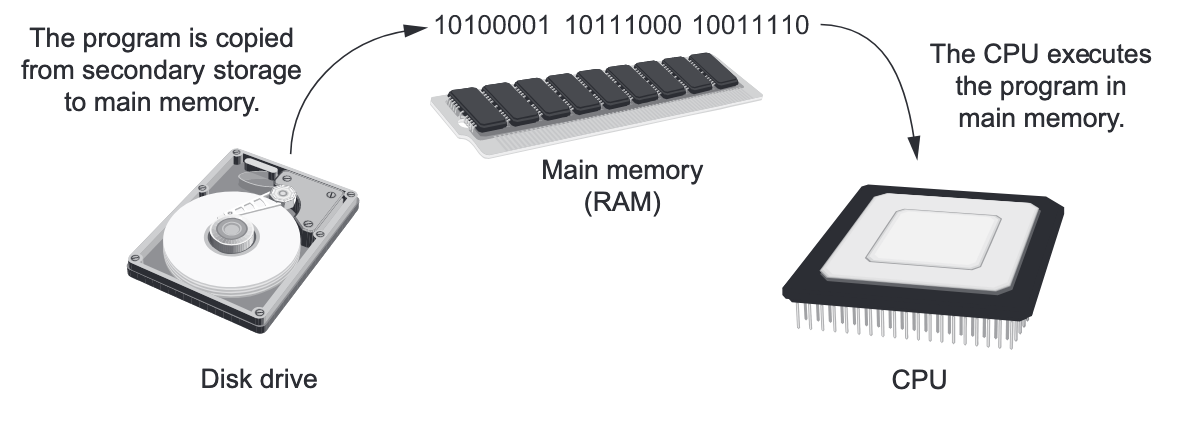 The program is copied
from secondary storage
to main memory.
10100001 10111000 10011110
The CPU executes
the program in
main memory.
Main memory
(RAM)
Disk drive
CPU